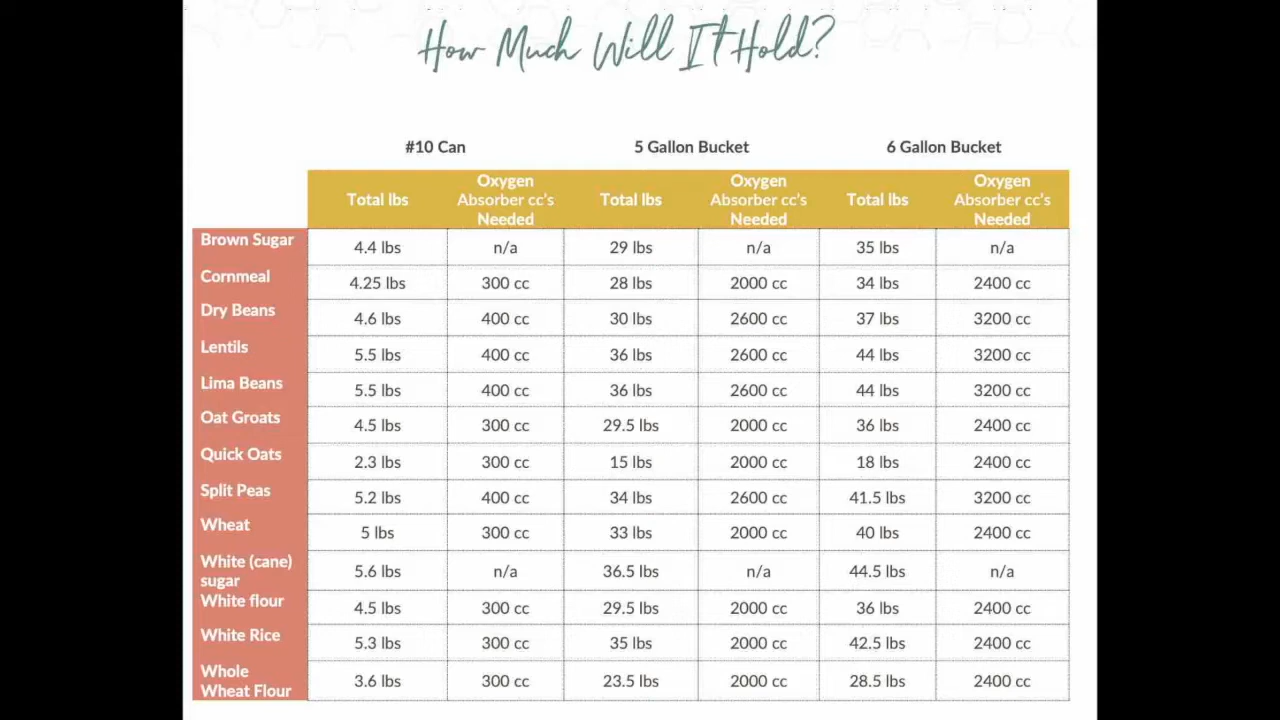 How Much Will It Hold?
#10 Can 5 Gallon Bucket 6 Gallon Bucket
Total lbs Oxygen Absorber cc's Needed Total lbs Oxygen Absorber cc's Needed Total lbs Oxygen Absorber cc's Needed
Brown Sugar 4.4 lbs n/a 29 lbs n/a 35 lbs n/a
Cornmeal 4.25 lbs 300 cc 28 lbs 2000 cc 34 lbs 2400 cc
Dry Beans 4.6 lbs 400 cc 30 lbs 2600 cc 37 lbs 3200 cc
Lentils 5.5 lbs 400 cc 36 lbs 2600 cc 44 lbs 3200 cc
Lima Beans 5.5 lbs 400 cc 36 lbs 2600 cc 44 lbs 3200 cc
Oat Groats 4.5 lbs 300 cc 29.5 lbs 2000 cc 36 lbs 2400 cc
Quick Oats 2.3 lbs 300 cc 15 lbs 2000 cc 18 lbs 2400 cc
Split Peas 5.2 lbs 400 cc 34 lbs 2600 cc 41.5 lbs 3200 cc
Wheat 5 lbs 300 cc 33 lbs 2000 cc 40 lbs 2400 cc
White (cane) sugar 5.6 lbs n/a 36.5 lbs n/a 44.5 lbs n/a
White flour 4.5 lbs 300 cc 29.5 lbs 2000 cc 36 lbs 2400 cc
White Rice 5.3 lbs 300 cc 35 lbs 2000 cc 42.5 lbs 2400 cc
Whole Wheat Flour 3.6 lbs 300 cc 23.5 lbs 2000 cc 28.5 lbs 2400 cc